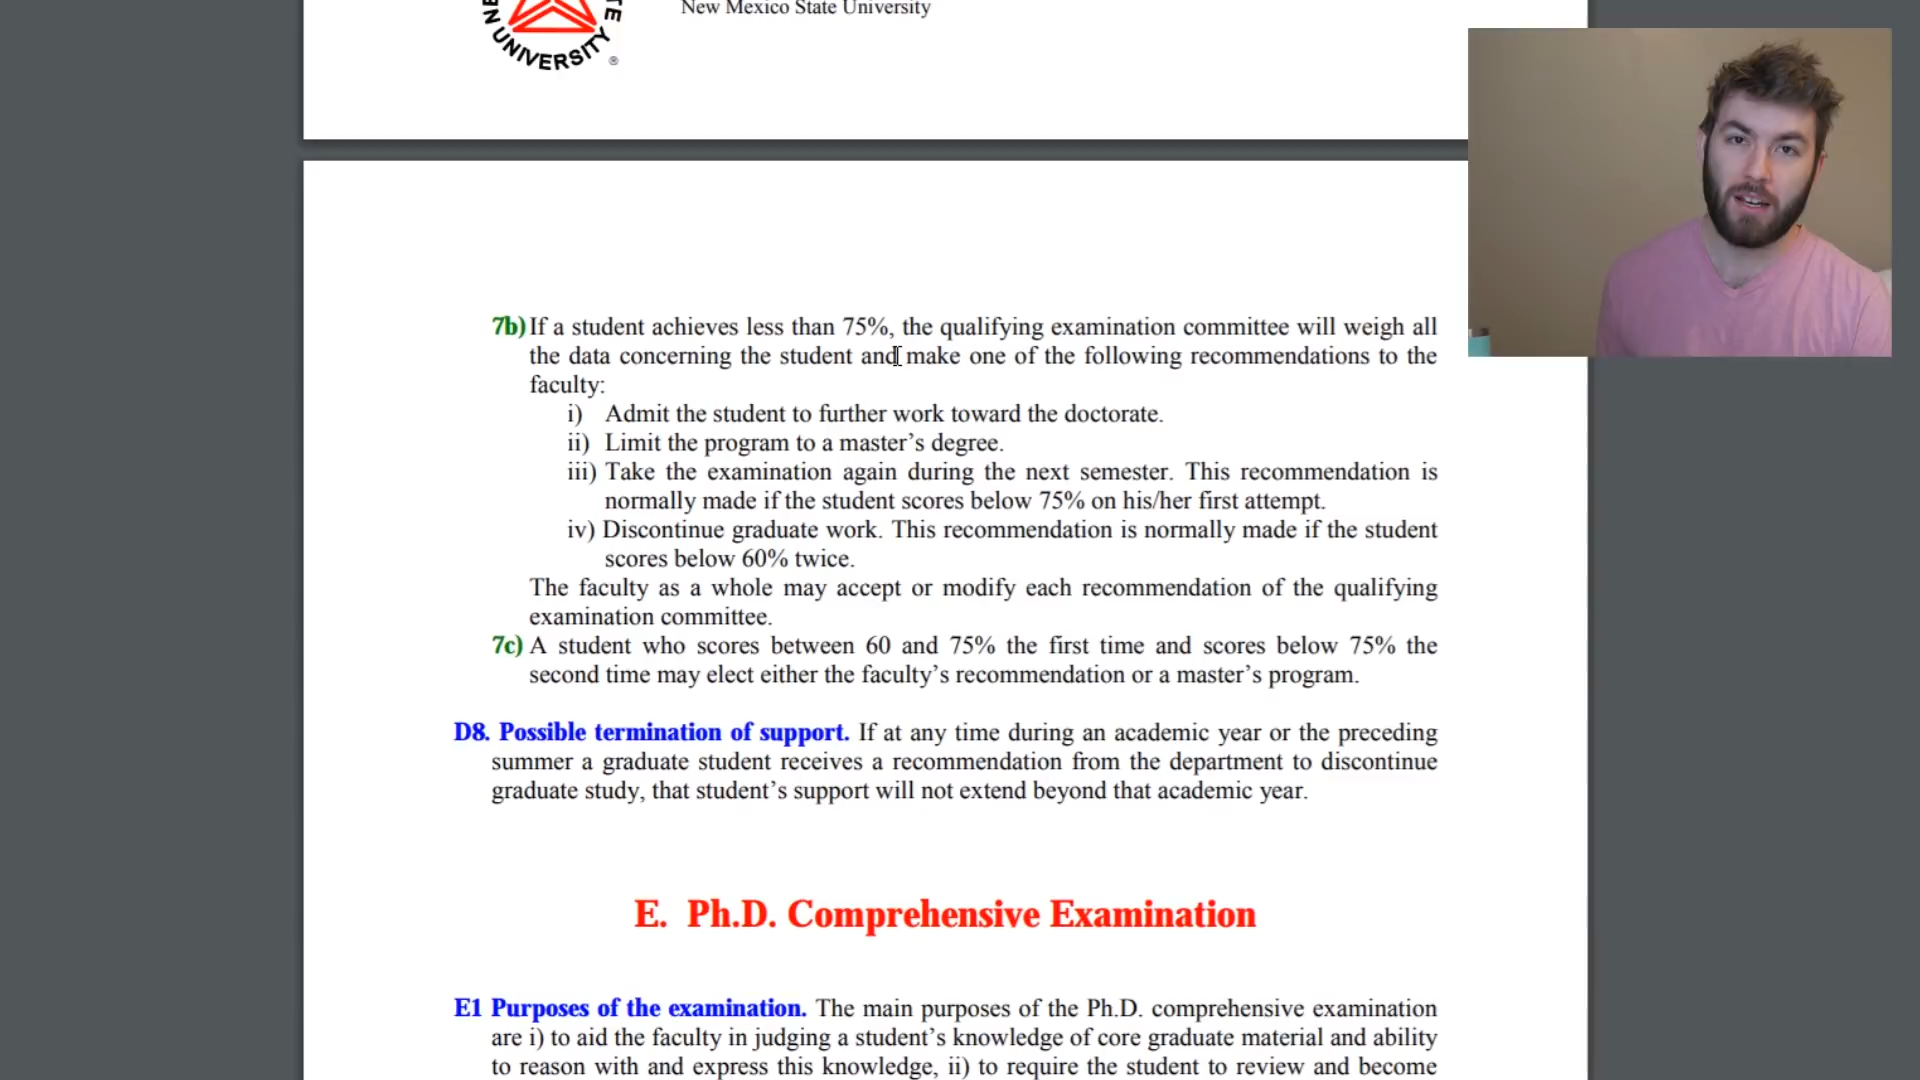 New Mexico State University
TE
EN UNIVERSITY ®
7b) If a student achieves less than 75%, the qualifying examination committee will weigh all
the data concerning the student and make one of the following recommendations to the
faculty:
i) Admit the student to further work toward the doctorate.
ii) Limit the program to a master’s degree.
iii) Take the examination again during the next semester. This recommendation is
normally made if the student scores below 75% on his/her first attempt.
iv) Discontinue graduate work. This recommendation is normally made if the student
scores below 60% twice.
The faculty as a whole may accept or modify each recommendation of the qualifying
examination committee.
7c) A student who scores between 60 and 75% the first time and scores below 75% the
second time may elect either the faculty’s recommendation or a master’s program.
D8. Possible termination of support. If at any time during an academic year or the preceding
summer a graduate student receives a recommendation from the department to discontinue
graduate study, that student’s support will not extend beyond that academic year.
E. Ph.D. Comprehensive Examination
E1 Purposes of the examination. The main purposes of the Ph.D. comprehensive examination
are i) to aid the faculty in judging a student’s knowledge of core graduate material and ability
to reason with and express this knowledge, ii) to require the student to review and become